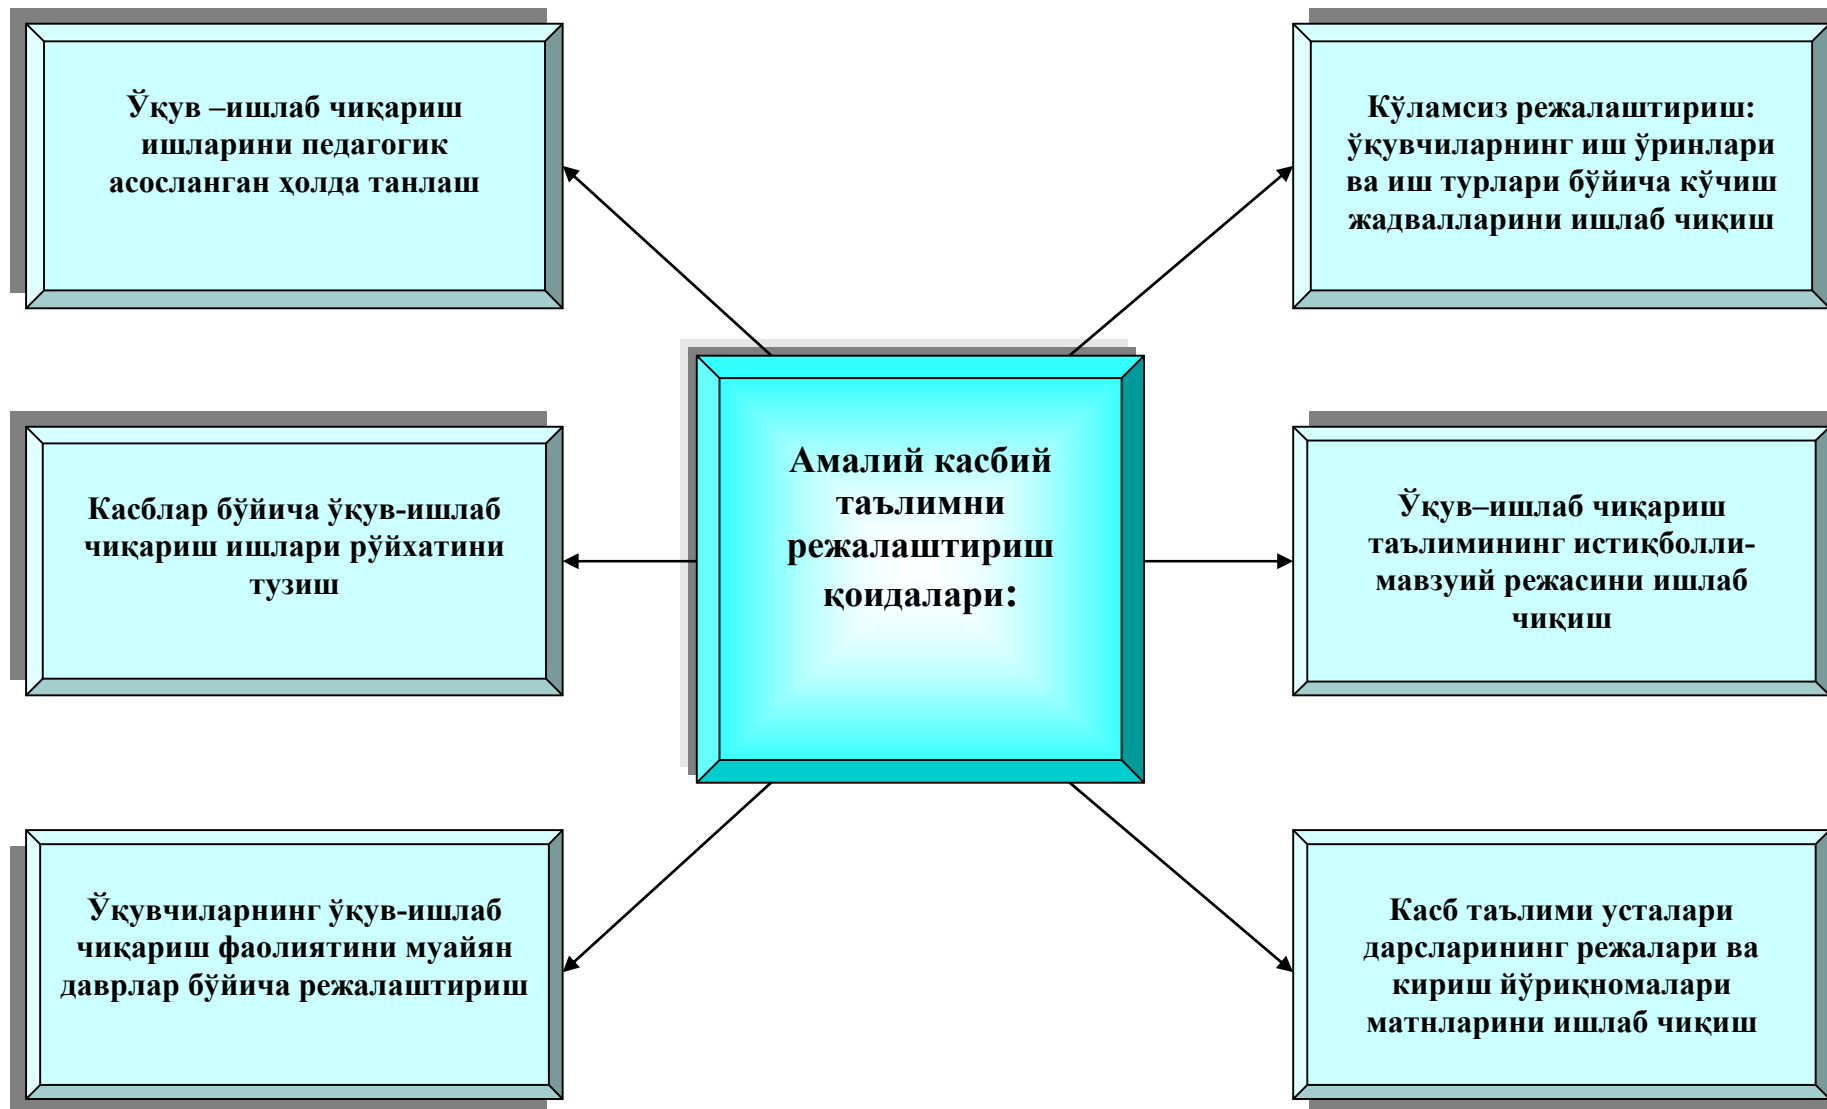 Ўқув –ишлаб чиқариш
ишларини педагогик
асосланган ҳолда танлаш
Кўламсиз режалаштириш:
ўқувчиларнинг иш ўринлари
ва иш турлари бўйича кўчиш
жадвалларини ишлаб чиқиш
Амалий касбий
таълимни
режалаштириш
қоидалари:
Касблар бўйича ўқув-ишлаб
чиқариш ишлари рўйхатини
тузиш
Ўқув–ишлаб чиқариш
таълимининг истиқболли-
мавзуий режасини ишлаб
чиқиш
Ўқувчиларнинг ўқув-ишлаб
чиқариш фаолиятини муайян
даврлар бўйича режалаштириш
Касб таълими усталари
дарсларининг режалари ва
кириш йўриқномалари
матнларини ишлаб чиқиш